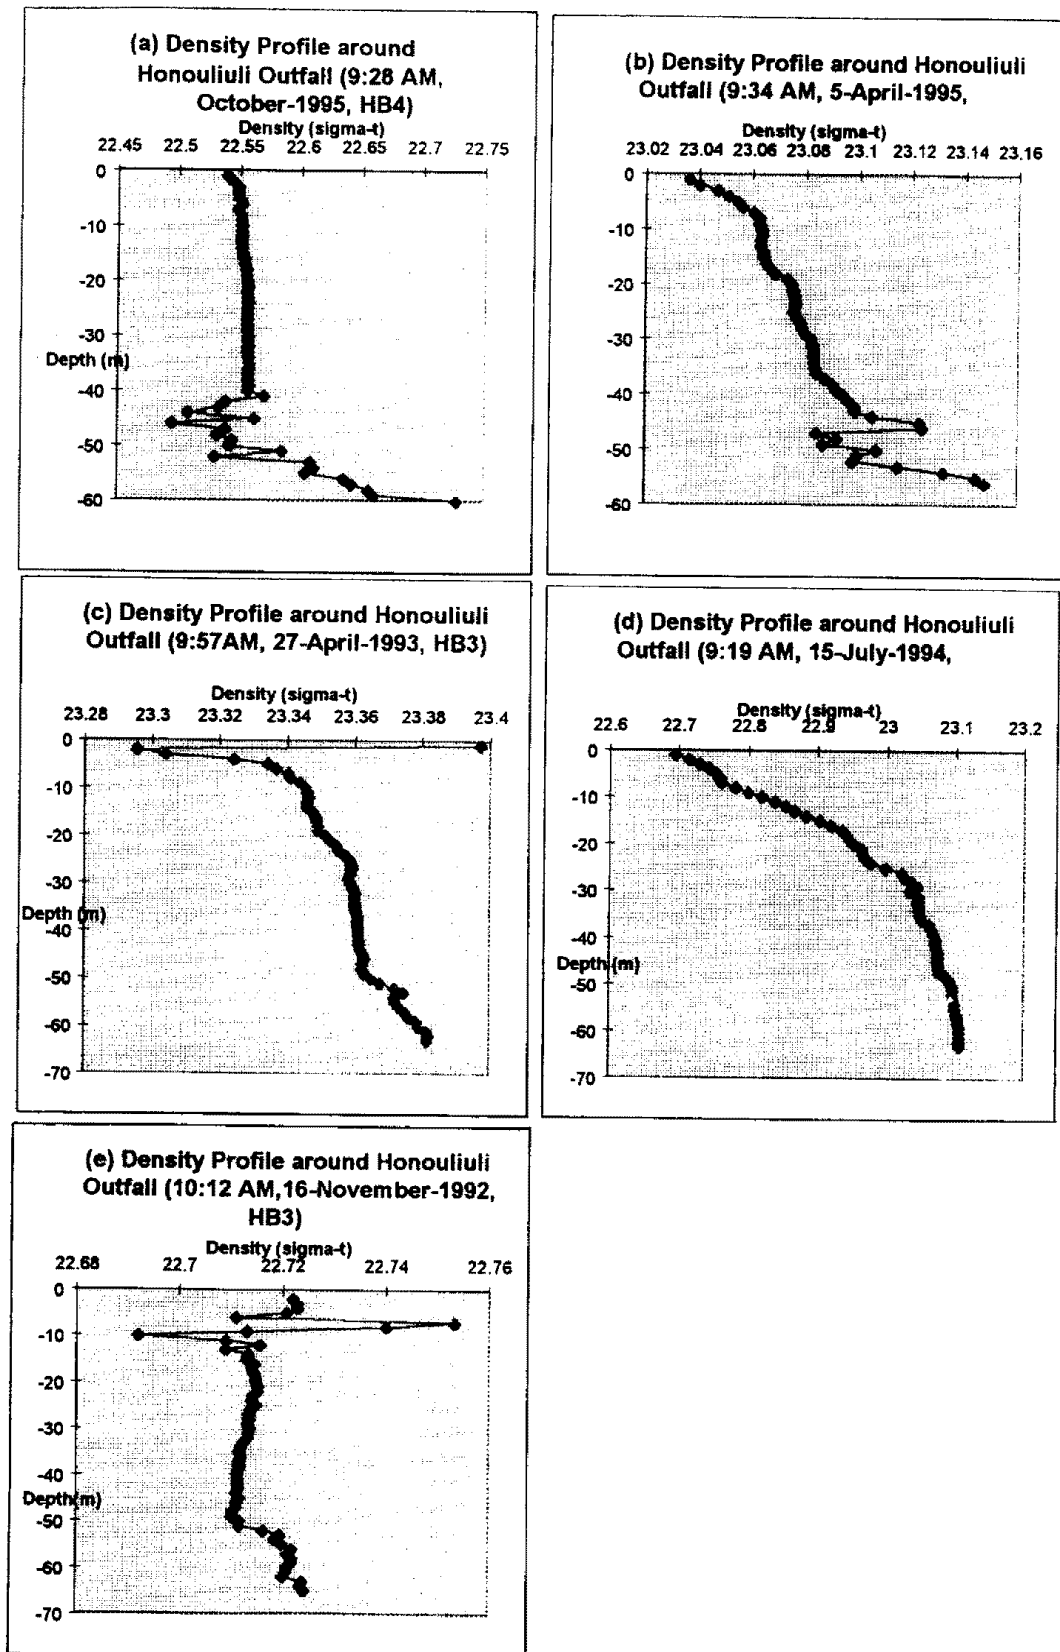 (a) Density Profile around
Honouliuli Outfall (9:28 AM,
October-1995, HB4)
Density (sigma-t)
22.45 22.5 22.55 22.6 22.65 22.7 22.75
0
-10
-20
-30
Depth (m)
-40
-50
-60
(b) Density Profile around Honouliuli
Outfall (9:34 AM, 5-April-1995,
Density (sigma-t)
23.02 23.04 23.06 23.08 23.1 23.12 23.14 23.16
0
-10
-20
-30
-40
-50
-60
(c) Density Profile around Honouliuli
Outfall (9:57AM, 27-April-1993, HB3)
Density (sigma-t)
23.28 23.3 23.32 23.34 23.36 23.38 23.4
0
-10
-20
-30
Depth (m)
-40
-50
-60
-70
(d) Density Profile around Honouliuli
Outfall (9:19 AM, 15-July-1994,
Density (sigma-t)
22.6 22.7 22.8 22.9 23 23.1 23.2
0
-10
-20
-30
-40
Depth(m)
-50
-60
-70
(e) Density Profile around Honouliuli
Outfall (10:12 AM,16-November-1992,
HB3)
Density (sigma-t)
22.68 22.7 22.72 22.74 22.76
0
-10
-20
-30
-40
Depth(m)
-50
-60
-70